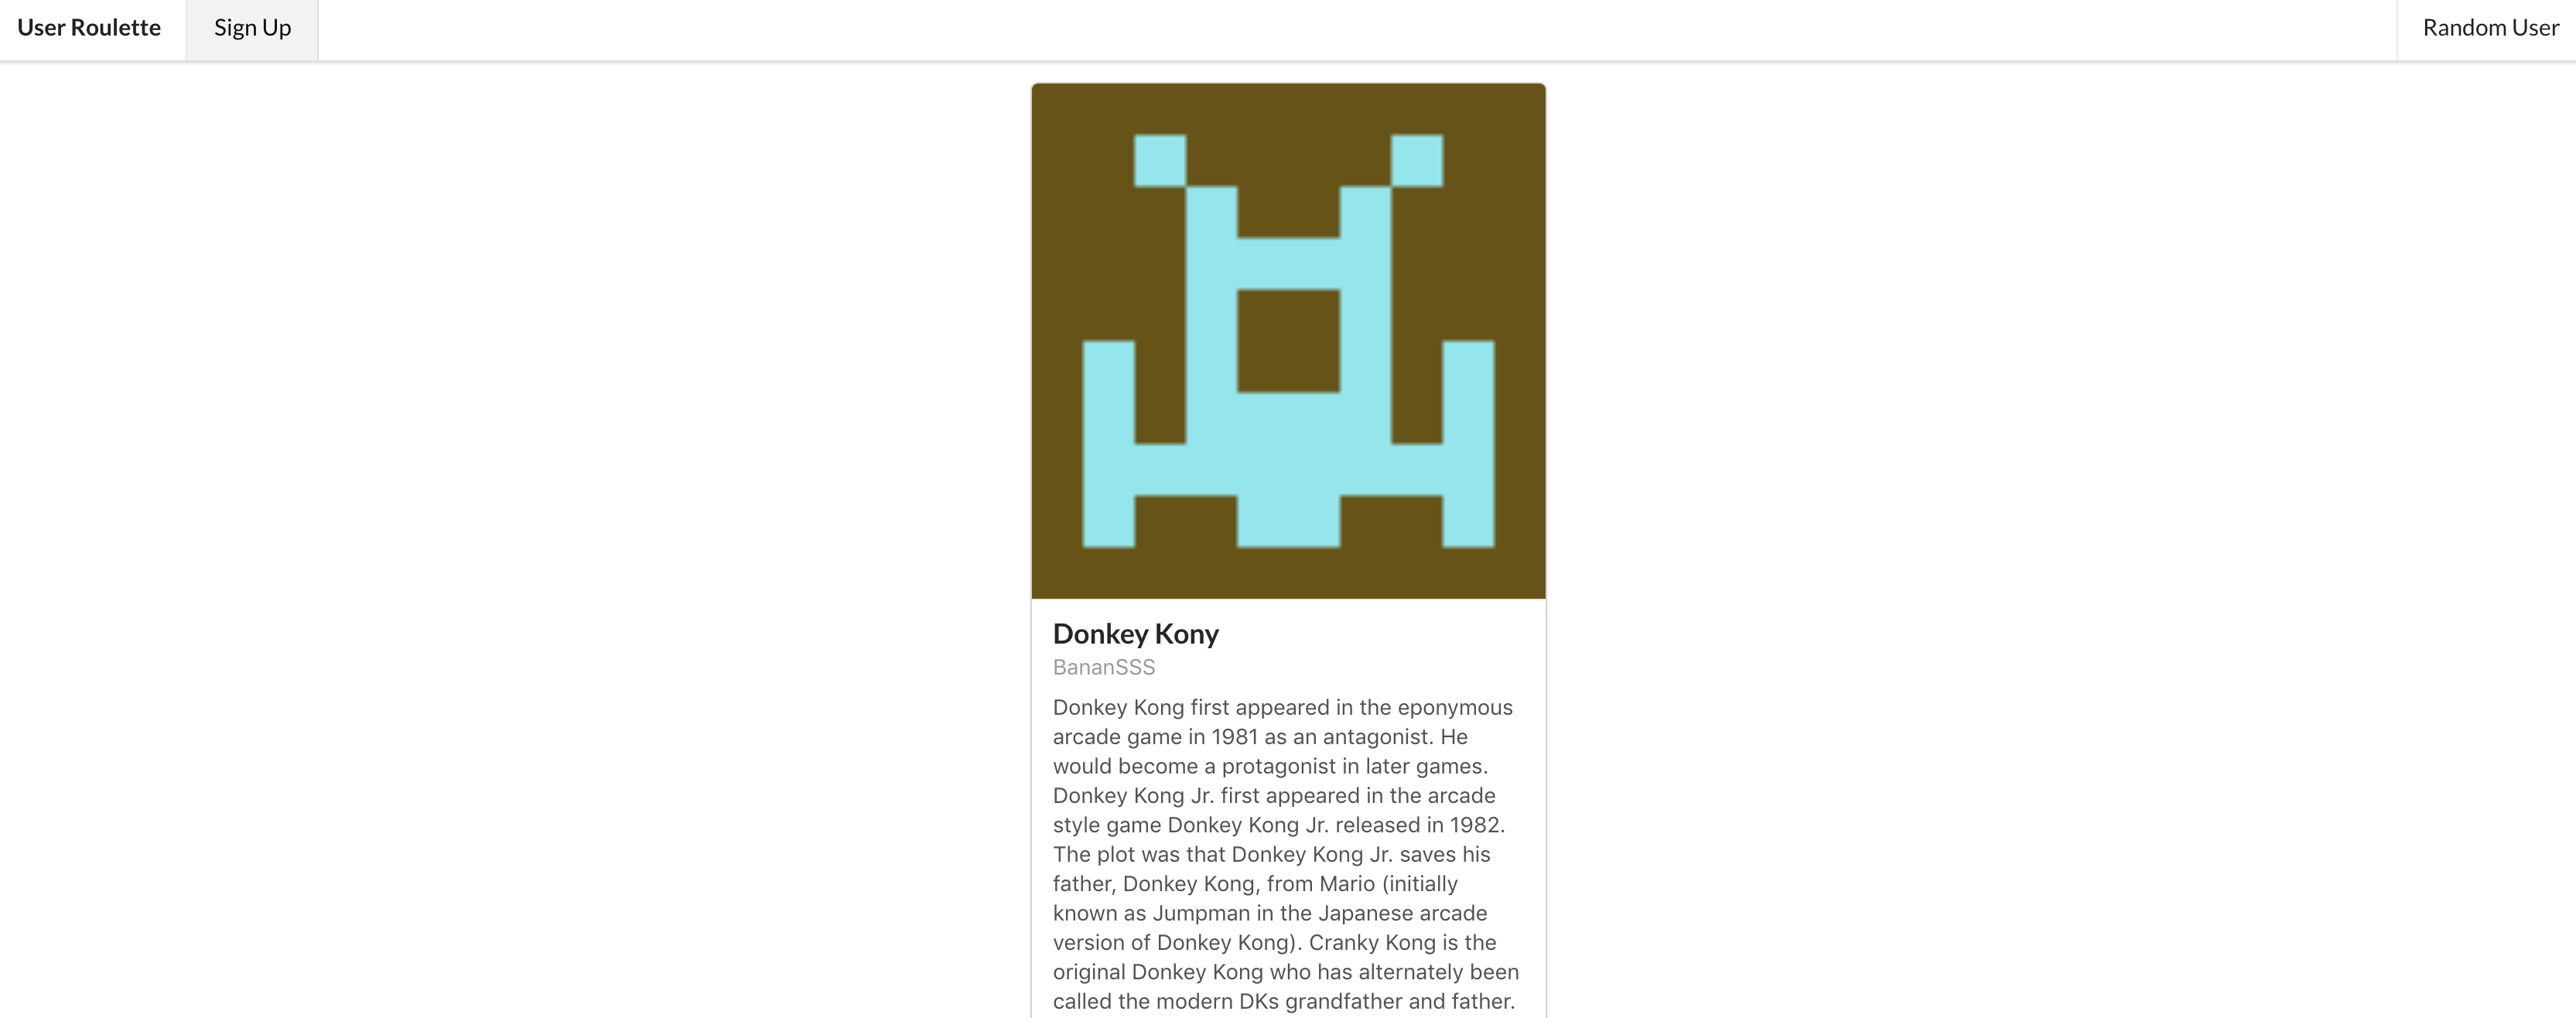 User Roulette Sign Up Random User
Donkey Kony
BananSSS
Donkey Kong first appeared in the eponymous
arcade game in 1981 as an antagonist. He
would become a protagonist in later games.
Donkey Kong Jr. first appeared in the arcade
style game Donkey Kong Jr. released in 1982.
The plot was that Donkey Kong Jr. saves his
father, Donkey Kong, from Mario (initially
known as Jumpman in the Japanese arcade
version of Donkey Kong). Cranky Kong is the
original Donkey Kong who has alternately been
called the modern DKs grandfather and father.